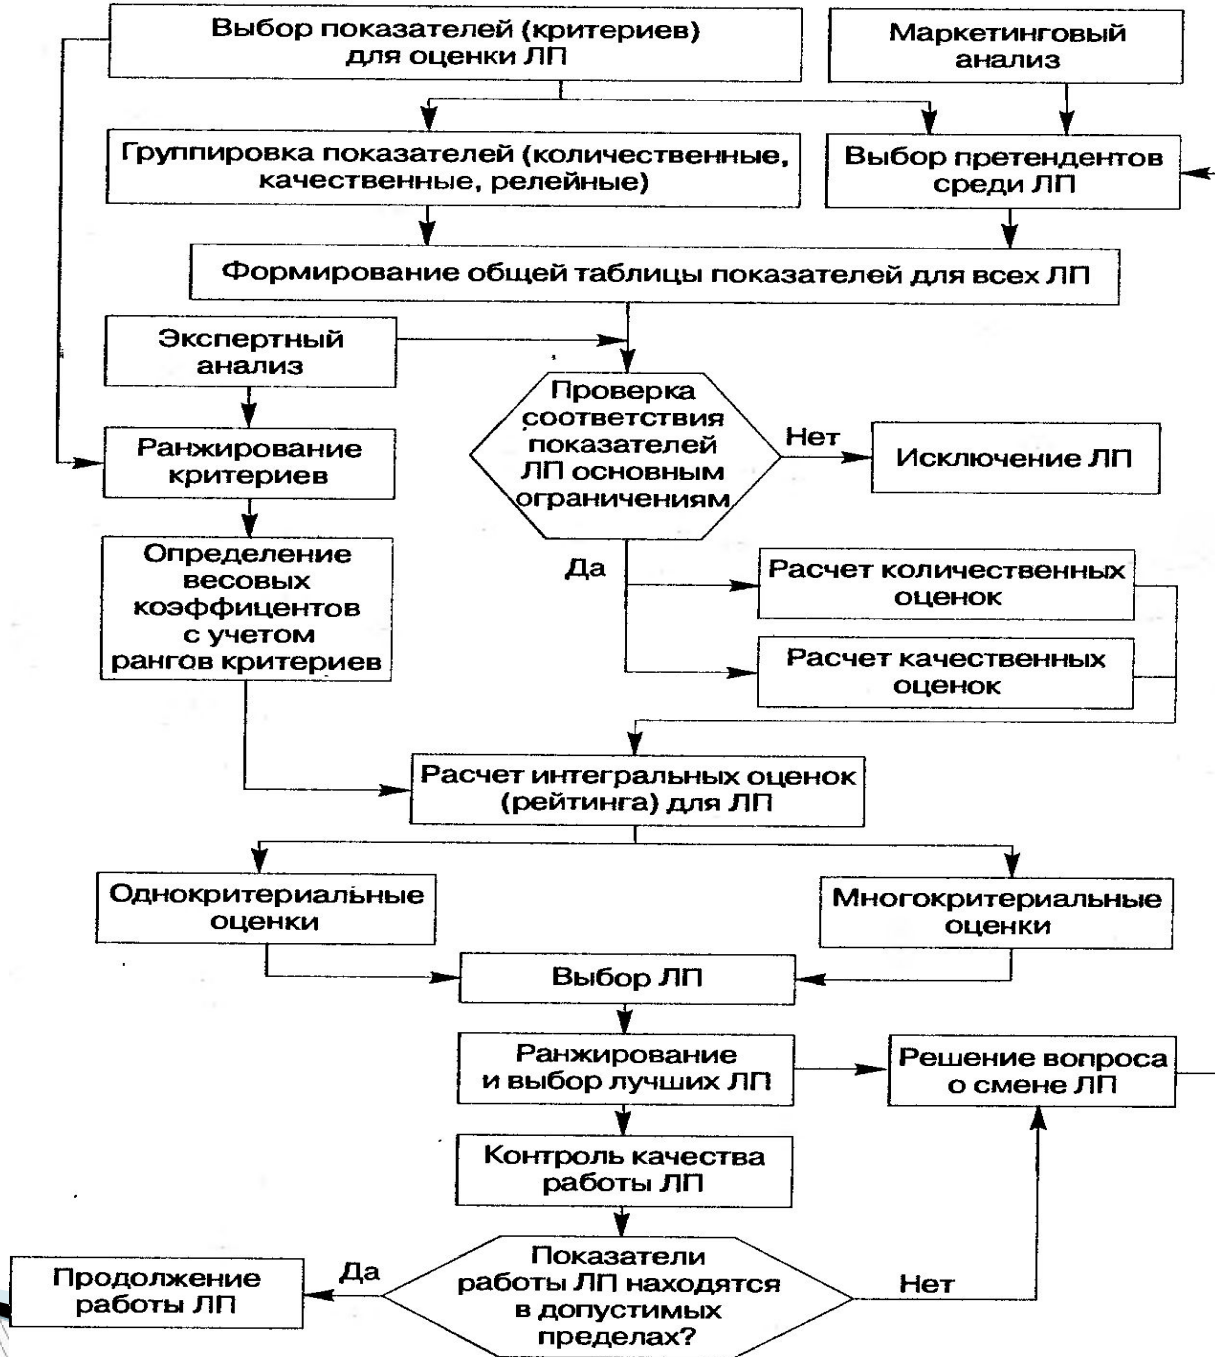 Выбор показателей (критериев)
для оценки ЛП
Маркетинговый
анализ
Группировка показателей (количественные,
качественные, релейные)
Выбор претендентов
среди ЛП
Формирование общей таблицы показателей для всех ЛП
Экспертный
анализ
Проверка
соответствия
показателей
ЛП основным
ограничениям
Нет
Исключение ЛП
Ранжирование
критериев
Да
Определение
весовых
коэффицентов
с учетом
рангов критериев
Расчет количественных
оценок
Расчет качественных
оценок
Расчет интегральных оценок
(рейтинга) для ЛП
Однокритериальные
оценки
Многокритериальные
оценки
Выбор ЛП
Ранжирование
и выбор лучших ЛП
Решение вопроса
о смене ЛП
Контроль качества
работы ЛП
Показатели
работы ЛП находятся
в допустимых
пределах?
Да
Нет
Продолжение
работы ЛП